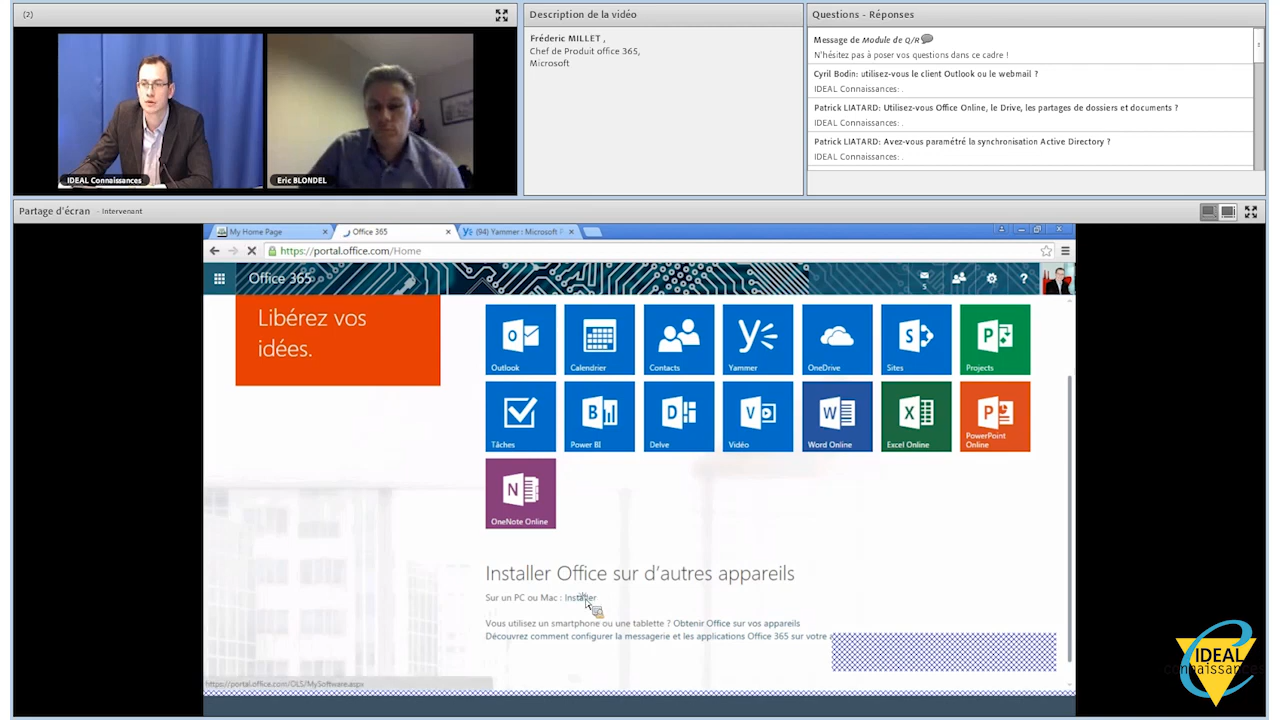 (2)
IDEAL Connaissances
Eric BLONDEL
Description de la vidéo
Fréderic MILLET ,
Chef de Produit office 365,
Microsoft
Questions - Réponses
Message de Module de Q/R
N'hésitez pas à poser vos questions dans ce cadre !
Cyril Bodin: utilisez-vous le client Outlook ou le webmail ?
IDEAL Connaissances: .
Patrick LIATARD: Utilisez-vous Office Online, le Drive, les partages de dossiers et documents ?
IDEAL Connaissances: .
Patrick LIATARD: Avez-vous paramétré la synchronisation Active Directory ?
IDEAL Connaissances: .
Partage d'écran - Intervenant
My Home Page
Office 365
(94) Yammer : Microsoft
https://portal.office.com/Home
Office 365
5
?
Libérez vos
idées.
Outlook
Calendrier
Contacts
Yammer
OneDrive
Sites
Projects
Tâches
Power BI
Delve
Vidéo
Word Online
Excel Online
PowerPoint
Online
OneNote Online
Installer Office sur d'autres appareils
Sur un PC ou Mac : Installer
Vous utilisez un smartphone ou une tablette ? Obtenir Office sur vos appareils
Découvrez comment configurer la messagerie et les applications Office 365 sur votre
https://portal.office.com/OLS/MySoftware.aspx
IDEAL
connaissances